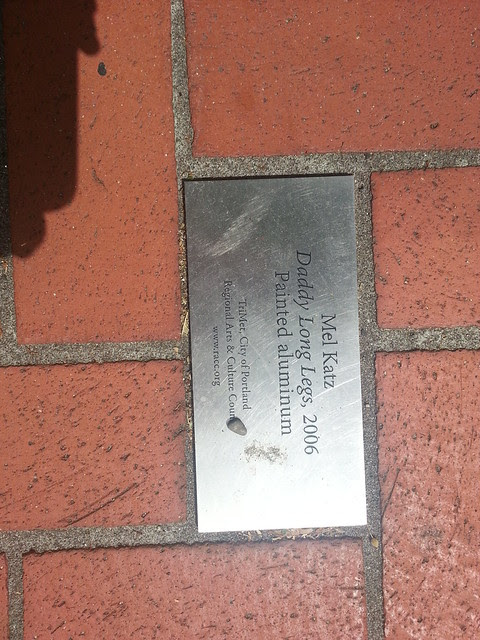 Mel Katz
Daddy Long Legs, 2006
Painted aluminum
TriMet, City of Portland
Regional Arts & Culture
www.racc.org